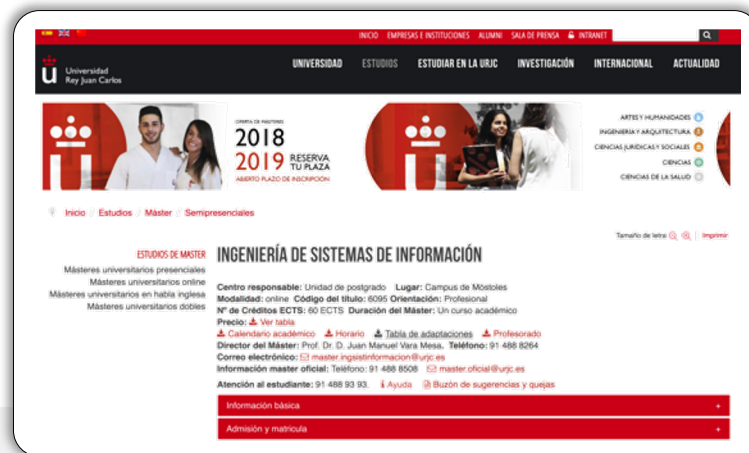 INICIO EMPRESAS E INSTITUCIONES ALUMNI SALA DE PRENSA INTRANET
Universidad
Rey Juan Carlos
UNIVERSIDAD ESTUDIOS ESTUDIAR EN LA URJC INVESTIGACIÓN INTERNACIONAL ACTUALIDAD
OFERTA DE MÁSTERES
2018
2019 RESERVA
TU PLAZA
ABIERTO PLAZO DE INSCRIPCIÓN
ARTES Y HUMANIDADES
INGENIERÍA Y ARQUITECTURA
CIENCIAS JURÍDICAS Y SOCIALES
CIENCIAS
CIENCIAS DE LA SALUD
Inicio / Estudios / Máster / Semipresenciales
Tamaño de letra | Imprimir
ESTUDIOS DE MASTER
Másteres universitarios presenciales
Másteres universitarios online
Másteres universitarios en habla inglesa
Másteres universitarios dobles
INGENIERÍA DE SISTEMAS DE INFORMACIÓN
Centro responsable: Unidad de postgrado Lugar: Campus de Móstoles
Modalidad: online Código del título: 6095 Orientación: Profesional
Nº de Créditos ECTS: 60 ECTS Duración del Máster: Un curso académico
Precio: Ver tabla
Calendario académico Horario Tabla de adaptaciones Profesorado
Director del Máster: Prof. Dr. D. Juan Manuel Vara Mesa. Teléfono: 91 488 8264
Correo electrónico: master.ingsistinformacion@urjc.es
Información master oficial: Teléfono: 91 488 8508 master.oficial@urjc.es
Atención al estudiante: 91 488 93 93. Ayuda Buzón de sugerencias y quejas
Información básica +
Admisión y matrícula +